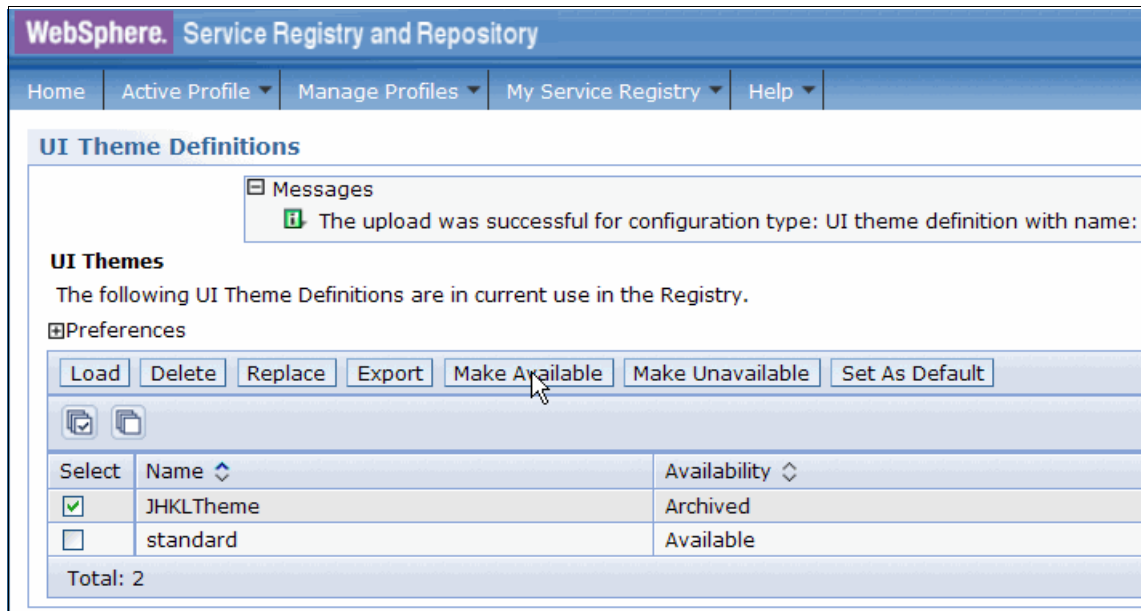 WebSphere. Service Registry and Repository
Home Active Profile Manage Profiles My Service Registry Help
UI Theme Definitions
Messages
The upload was successful for configuration type: UI theme definition with name:
UI Themes
The following UI Theme Definitions are in current use in the Registry.
Preferences
Load Delete Replace Export Make Available Make Unavailable Set As Default
Select Name Availability
JHKLTheme Archived
standard Available
Total: 2